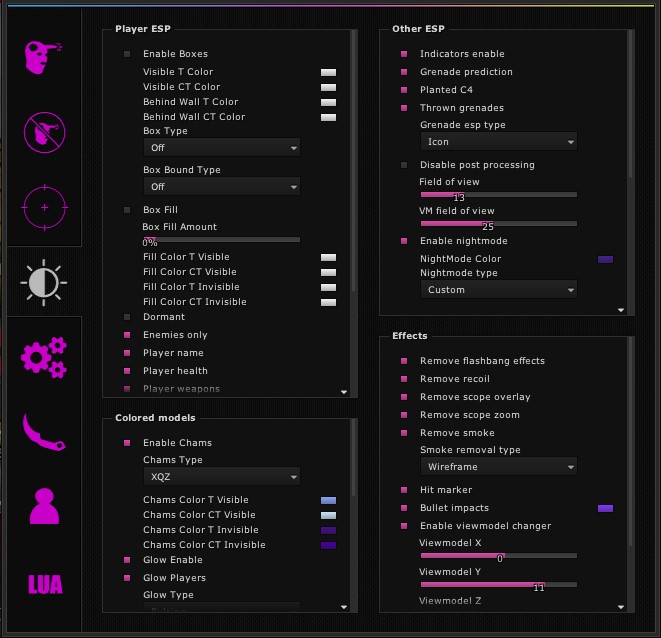 Player ESP
Enable Boxes
Visible T Color
Visible CT Color
Behind Wall T Color
Behind Wall CT Color
Box Type
Off
Box Bound Type
Off
Box Fill
Box Fill Amount
0%
Fill Color T Visible
Fill Color CT Visible
Fill Color T Invisible
Fill Color CT Invisible
Dormant
Enemies only
Player name
Player health
Player weapons
Colored models
Enable Chams
Chams Type
XQZ
Chams Color T Visible
Chams Color CT Visible
Chams Color T Invisible
Chams Color CT Invisible
Glow Enable
Glow Players
Glow Type
Other ESP
Indicators enable
Grenade prediction
Planted C4
Thrown grenades
Grenade esp type
Icon
Disable post processing
Field of view
13
VM field of view
25
Enable nightmode
NightMode Color
Nightmode type
Custom
Effects
Remove flashbang effects
Remove recoil
Remove scope overlay
Remove scope zoom
Remove smoke
Smoke removal type
Wireframe
Hit marker
Bullet impacts
Enable viewmodel changer
Viewmodel X
0
Viewmodel Y
11
Viewmodel Z
LUA